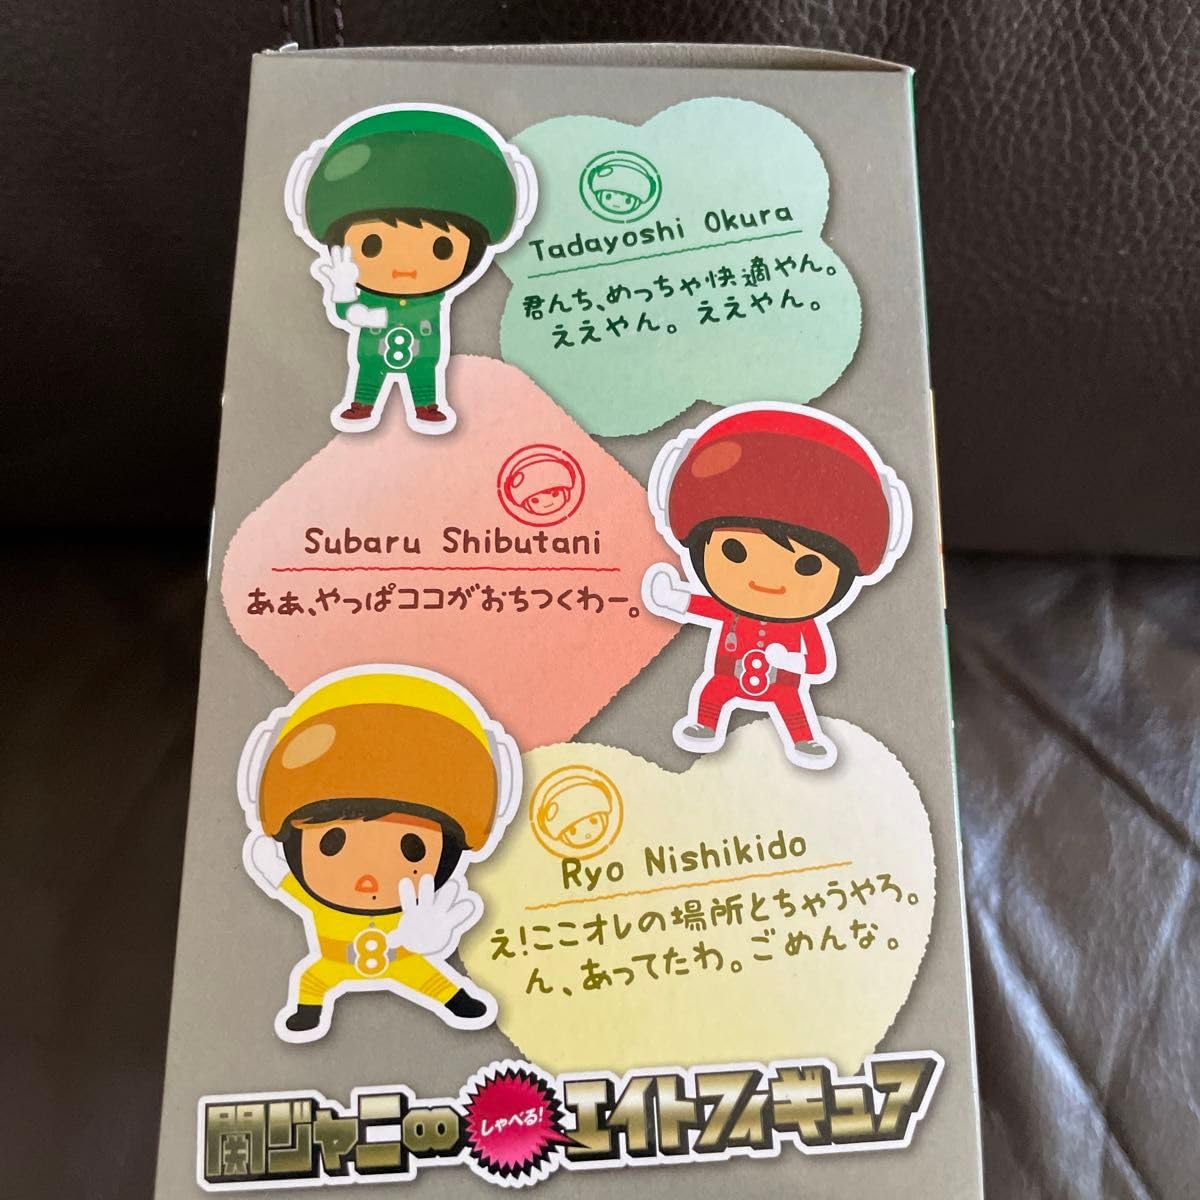 Tadayoshi Okura
君んち、めっちゃ快適やん。
ええやん。ええやん。
8
Subaru Shibutani
ああ、やっぱココがおちつくわー。
8
Ryo Nishikido
え!ここオレの場所とちゃうやろ。
ん、あってたわ。ごめんな。
8
関ジャニ∞ しゃべる! エイトフィギュア